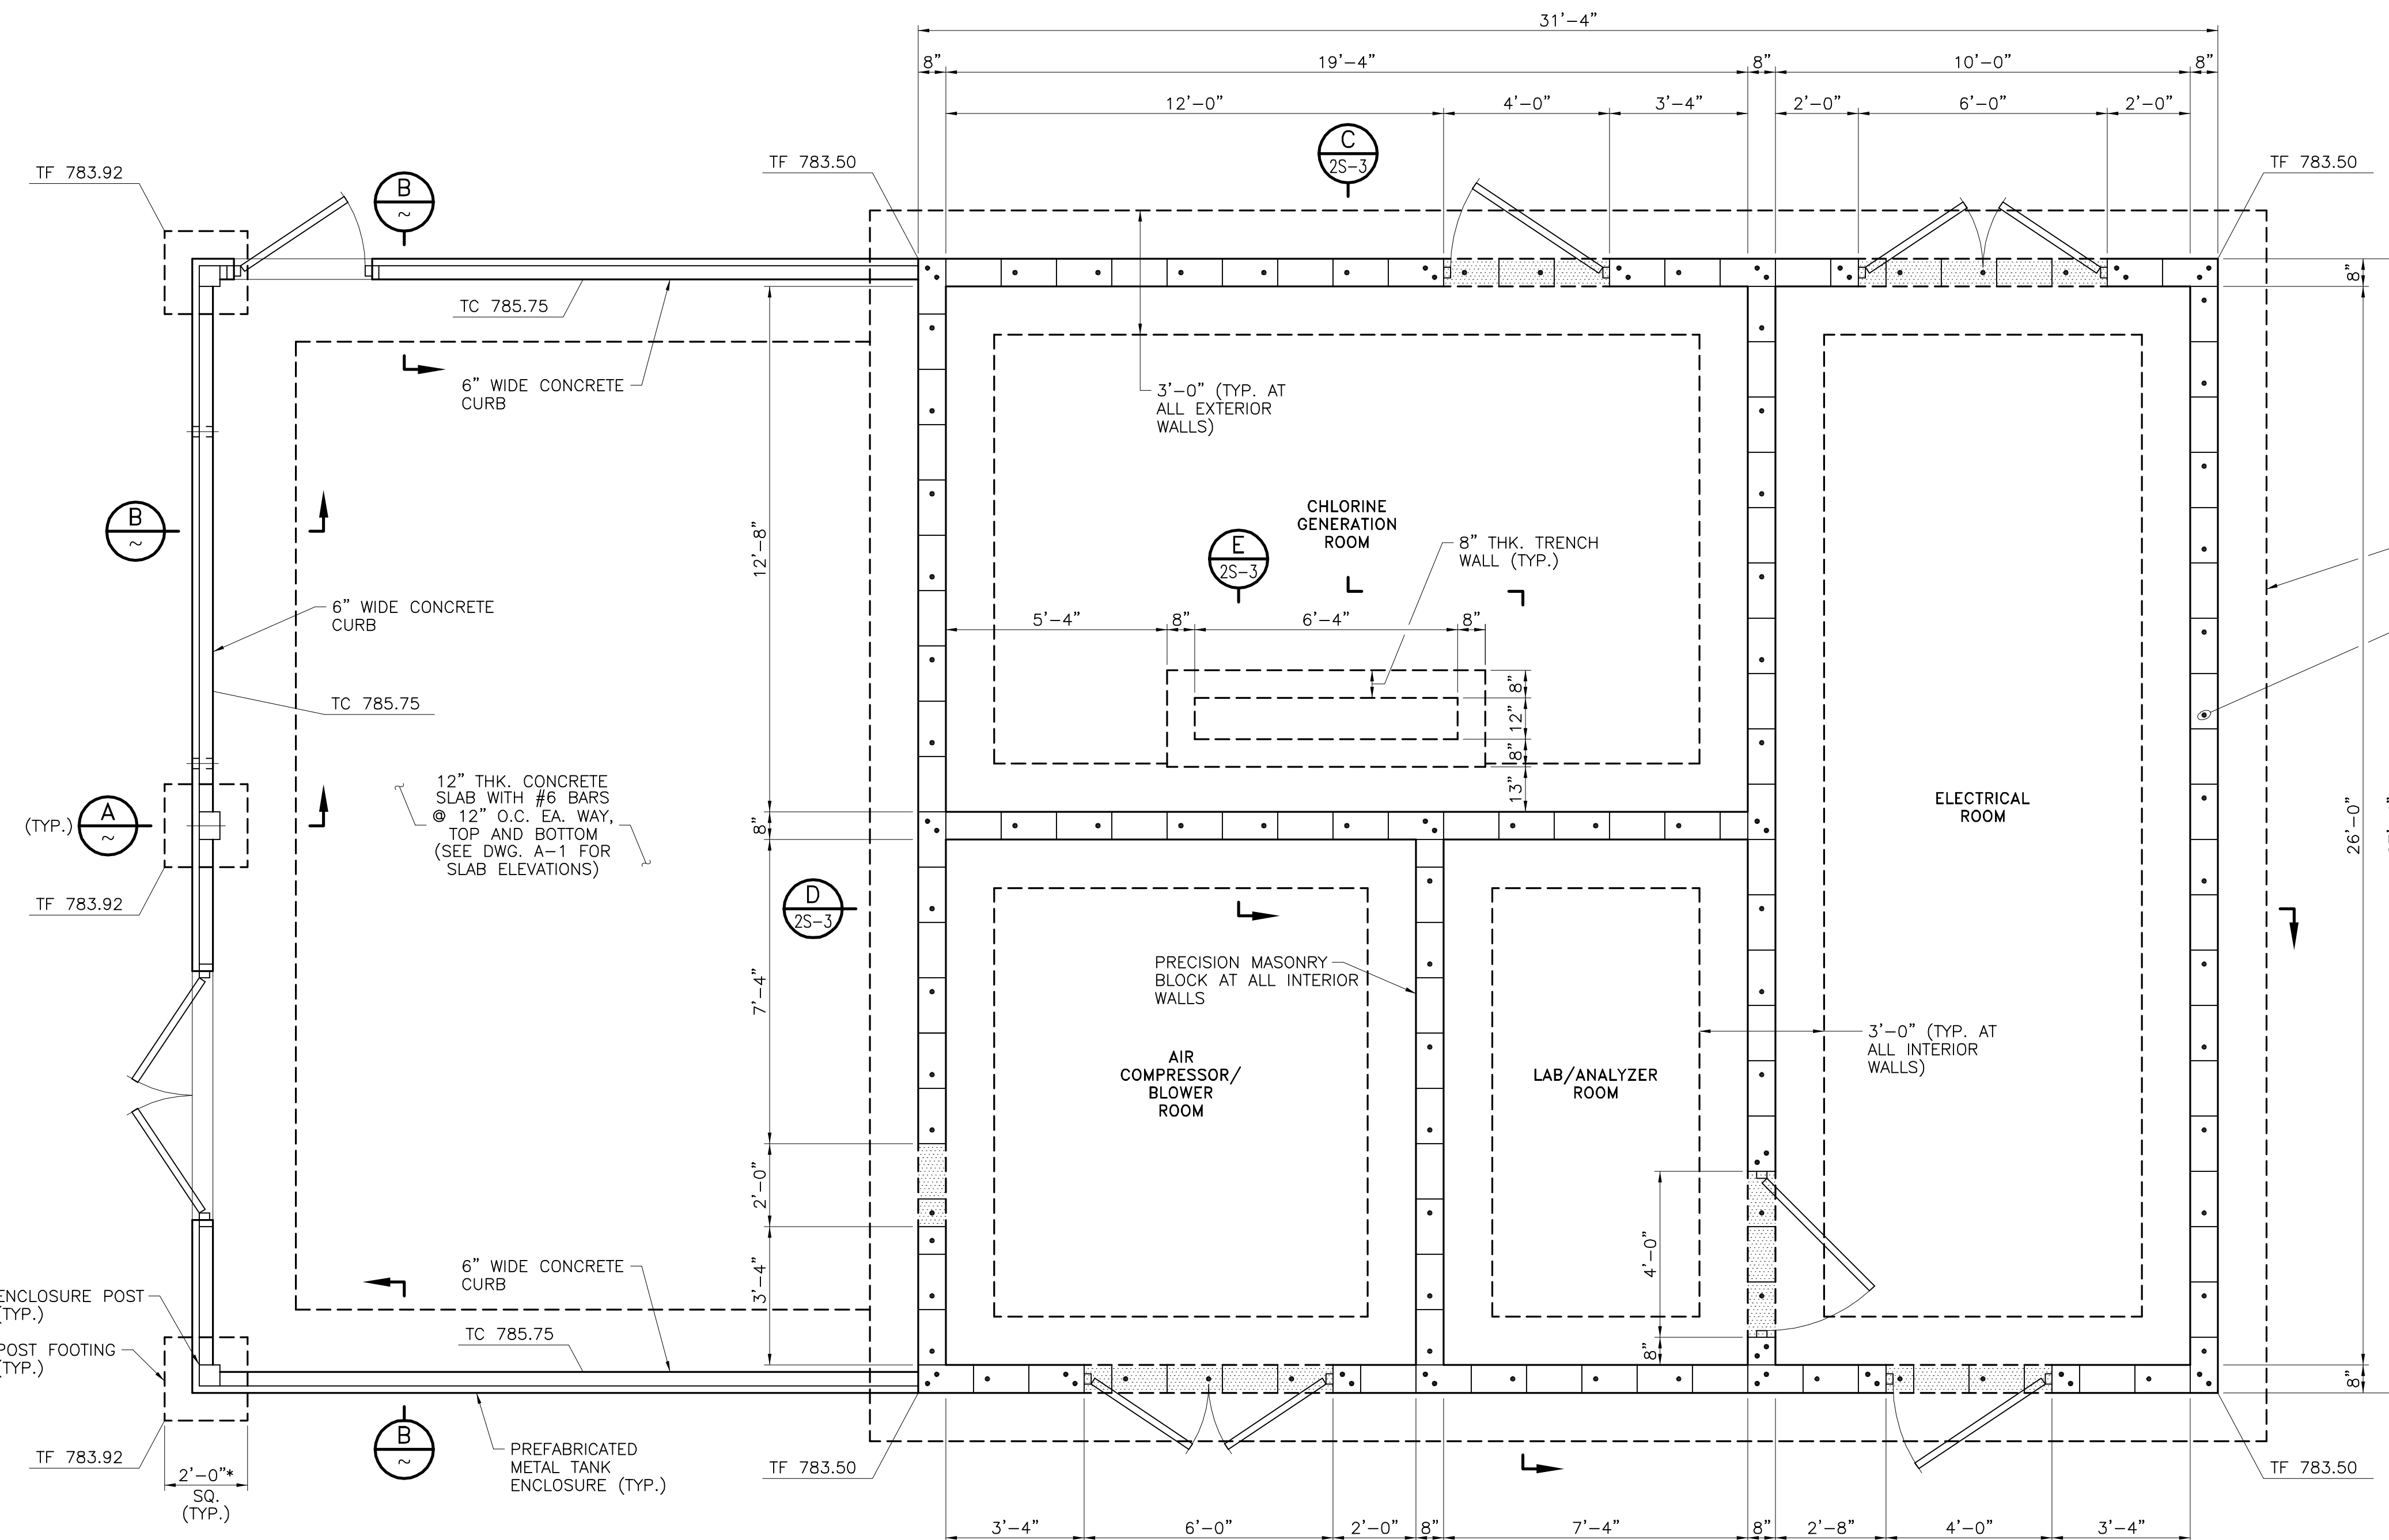 31'-4"
8"
19'-4"
8"
10'-0"
8"
12'-0"
4'-0"
3'-4"
2'-0"
6'-0"
2'-0"
TF 783.92
B
~
TF 783.50
C
2S-3
TF 783.50
TC 785.75
8"
6" WIDE CONCRETE
CURB
3'-0" (TYP. AT
ALL EXTERIOR
WALLS)
B
~
12'-8"
CHLORINE
GENERATION
ROOM
E
2S-3
8" THK. TRENCH
WALL (TYP.)
6" WIDE CONCRETE
CURB
5'-4"
8"
6'-4"
8"
TC 785.75
8"
12"
8"
13"
12" THK. CONCRETE
SLAB WITH #6 BARS
@ 12" O.C. EA. WAY,
TOP AND BOTTOM
(SEE DWG. A-1 FOR
SLAB ELEVATIONS)
(TYP.)
A
~
8"
ELECTRICAL
ROOM
26'-0"
TF 783.92
D
2S-3
PRECISION MASONRY
BLOCK AT ALL INTERIOR
WALLS
7'-4"
3'-0" (TYP. AT
ALL INTERIOR
WALLS)
AIR
COMPRESSOR/
BLOWER
ROOM
LAB/ANALYZER
ROOM
2'-0"
4'-0"
3'-4"
6" WIDE CONCRETE
CURB
ENCLOSURE POST
(TYP.)
TC 785.75
POST FOOTING
(TYP.)
8"
8"
B
~
PREFABRICATED
METAL TANK
ENCLOSURE (TYP.)
TF 783.92
TF 783.50
TF 783.50
2'-0"*
SQ.
(TYP.)
3'-4"
6'-0"
2'-0"
8"
7'-4"
8"
2'-8"
4'-0"
3'-4"